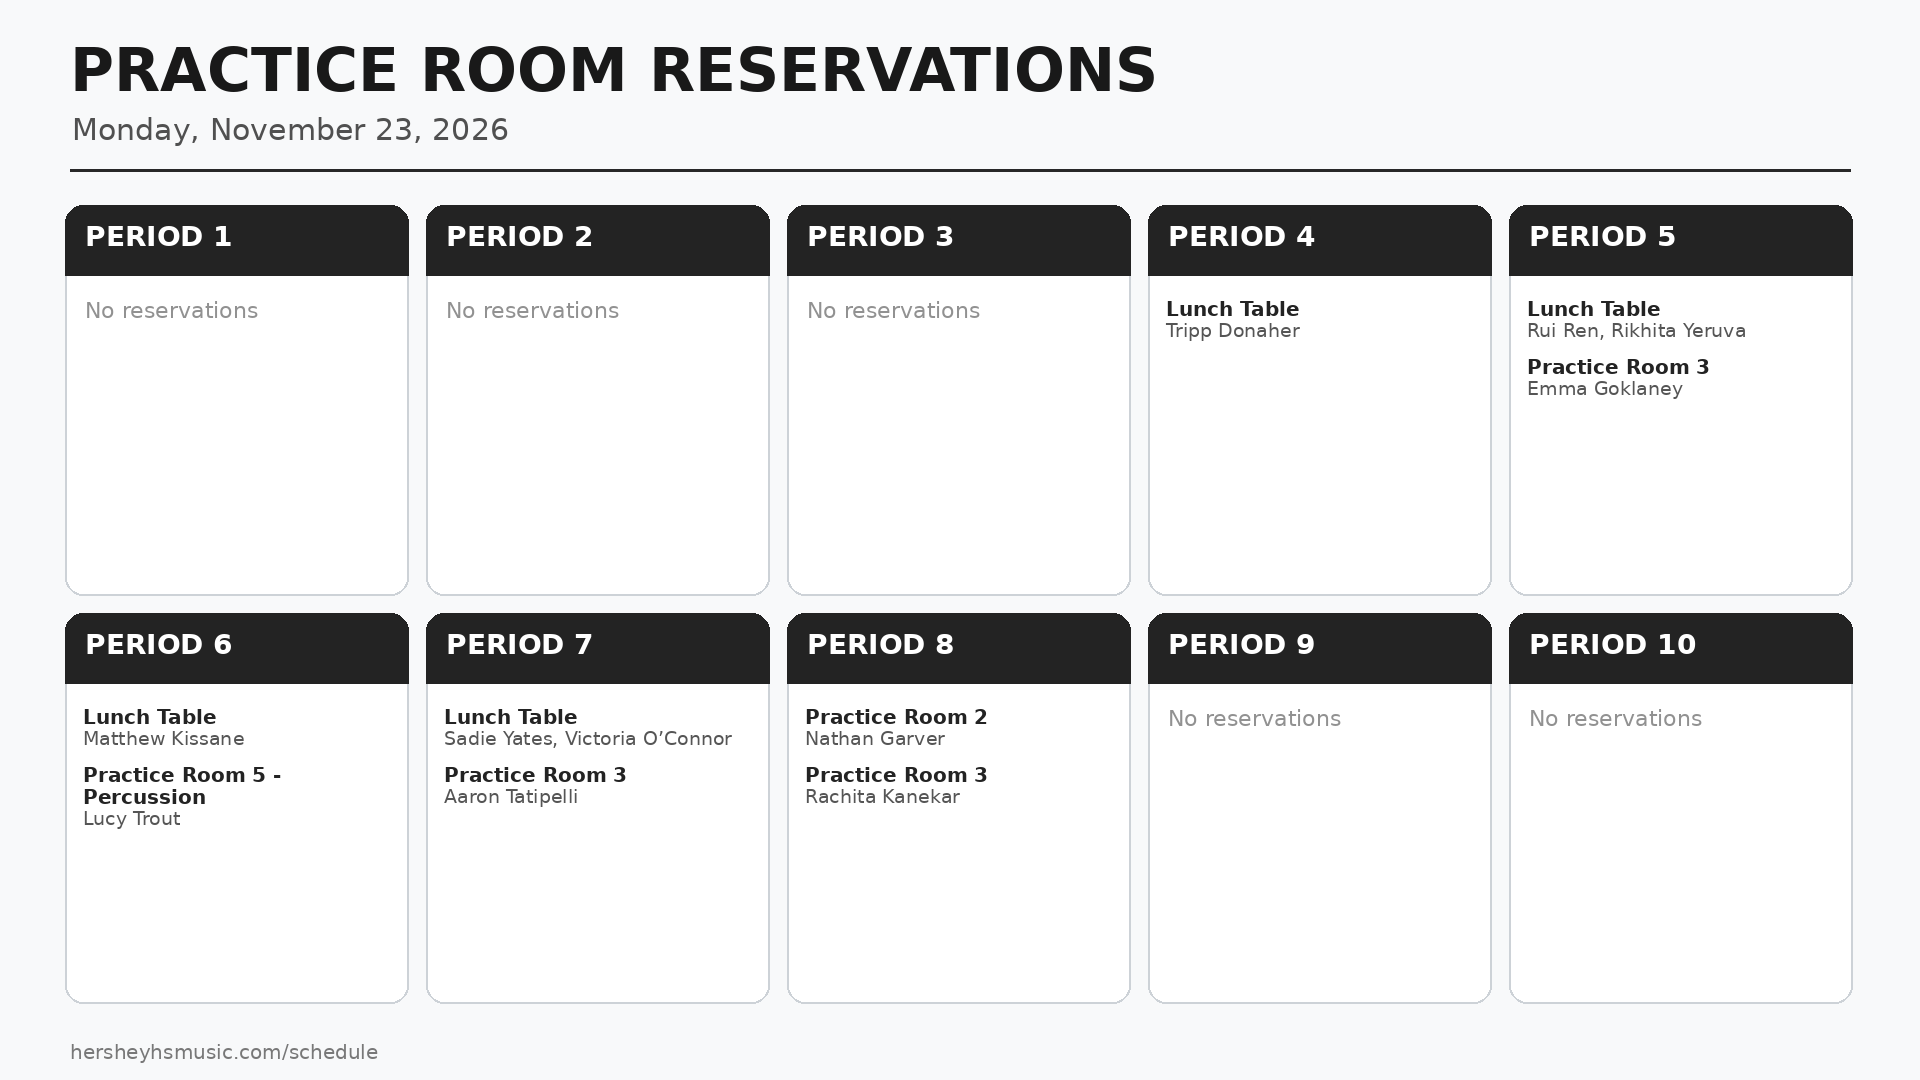 PRACTICE ROOM RESERVATIONS
Monday, November 23, 2026
PERIOD 1
No reservations
PERIOD 2
No reservations
PERIOD 3
No reservations
PERIOD 4
Lunch Table
Tripp Donaher
PERIOD 5
Lunch Table
Rui Ren, Rikhita Yeruva
Practice Room 3
Emma Goklaney
PERIOD 6
Lunch Table
Matthew Kissane
Practice Room 5 -
Percussion
Lucy Trout
PERIOD 7
Lunch Table
Sadie Yates, Victoria O’Connor
Practice Room 3
Aaron Tatipelli
PERIOD 8
Practice Room 2
Nathan Garver
Practice Room 3
Rachita Kanekar
PERIOD 9
No reservations
PERIOD 10
No reservations
hersheyhsmusic.com/schedule